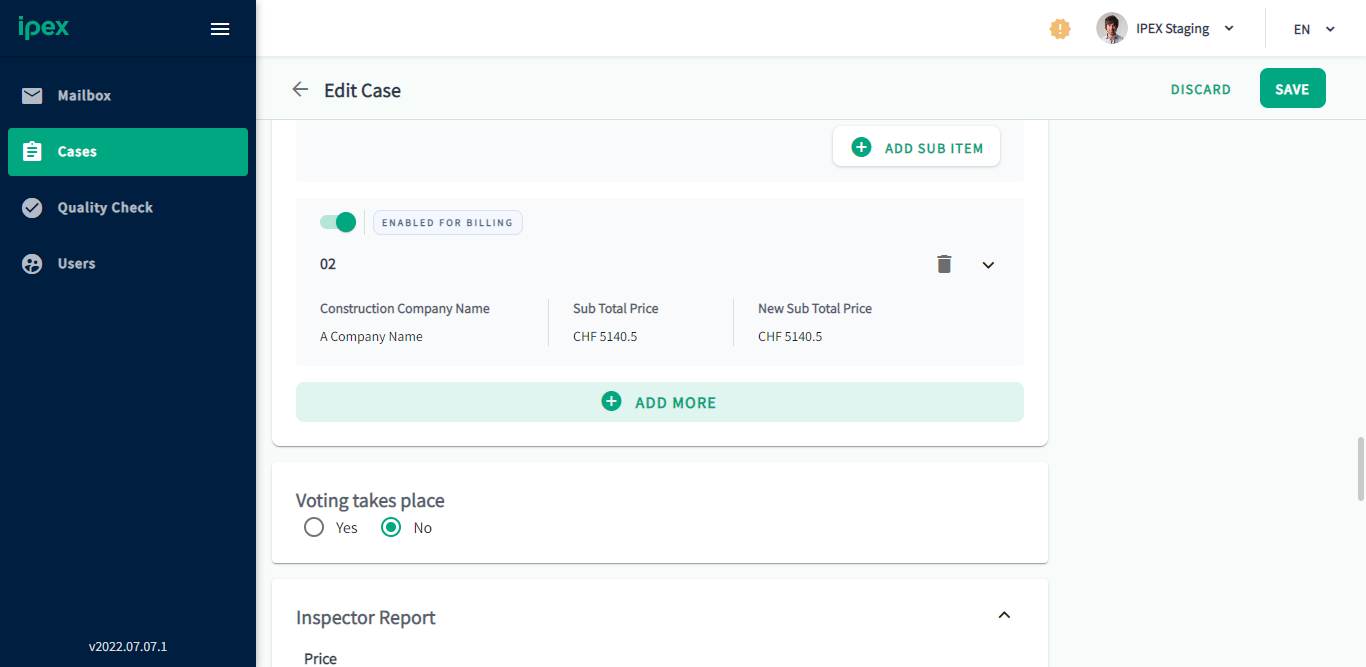 ipex
IPEX Staging
EN
Edit Case
DISCARD
SAVE
Mailbox
Cases
Quality Check
Users
v2022.07.07.1
ADD SUB ITEM
ENABLED FOR BILLING
02
Construction Company Name
Sub Total Price
New Sub Total Price
A Company Name
CHF 5140.5
CHF 5140.5
ADD MORE
Voting takes place
Yes
No
Inspector Report
Price